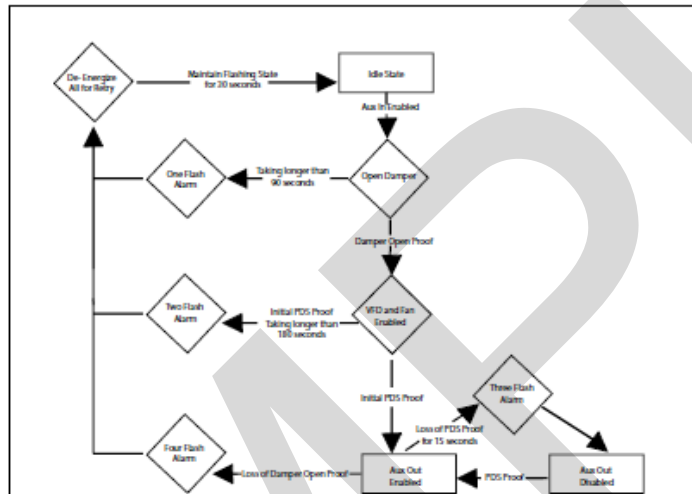 De-Energize
All for Retry
Maintain Flashing State
for 20 seconds
Idle State
Aux In Enabled
One Flash
Alarm
Taking longer than
90 seconds
Open Damper
Damper Open Proof
Two Flash
Alarm
Initial PDS Proof
Taking longer than
180 seconds
VFD and Fan
Enabled
Initial PDS Proof
Three Flash
Alarm
Loss of PDS Proof
for 15 seconds
Four Flash
Alarm
Loss of Damper Open Proof
Aux Out
Enabled
PDS Proof
Aux Out
Disabled
MPL